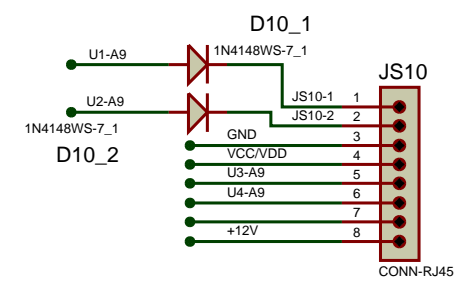 D10_1
U1-A9
1N4148WS-7_1
JS10
U2-A9
JS10-1
1
1N4148WS-7_1
JS10-2
2
D10_2
GND
3
VCC/VDD
4
U3-A9
5
U4-A9
6
7
+12V
8
CONN-RJ45